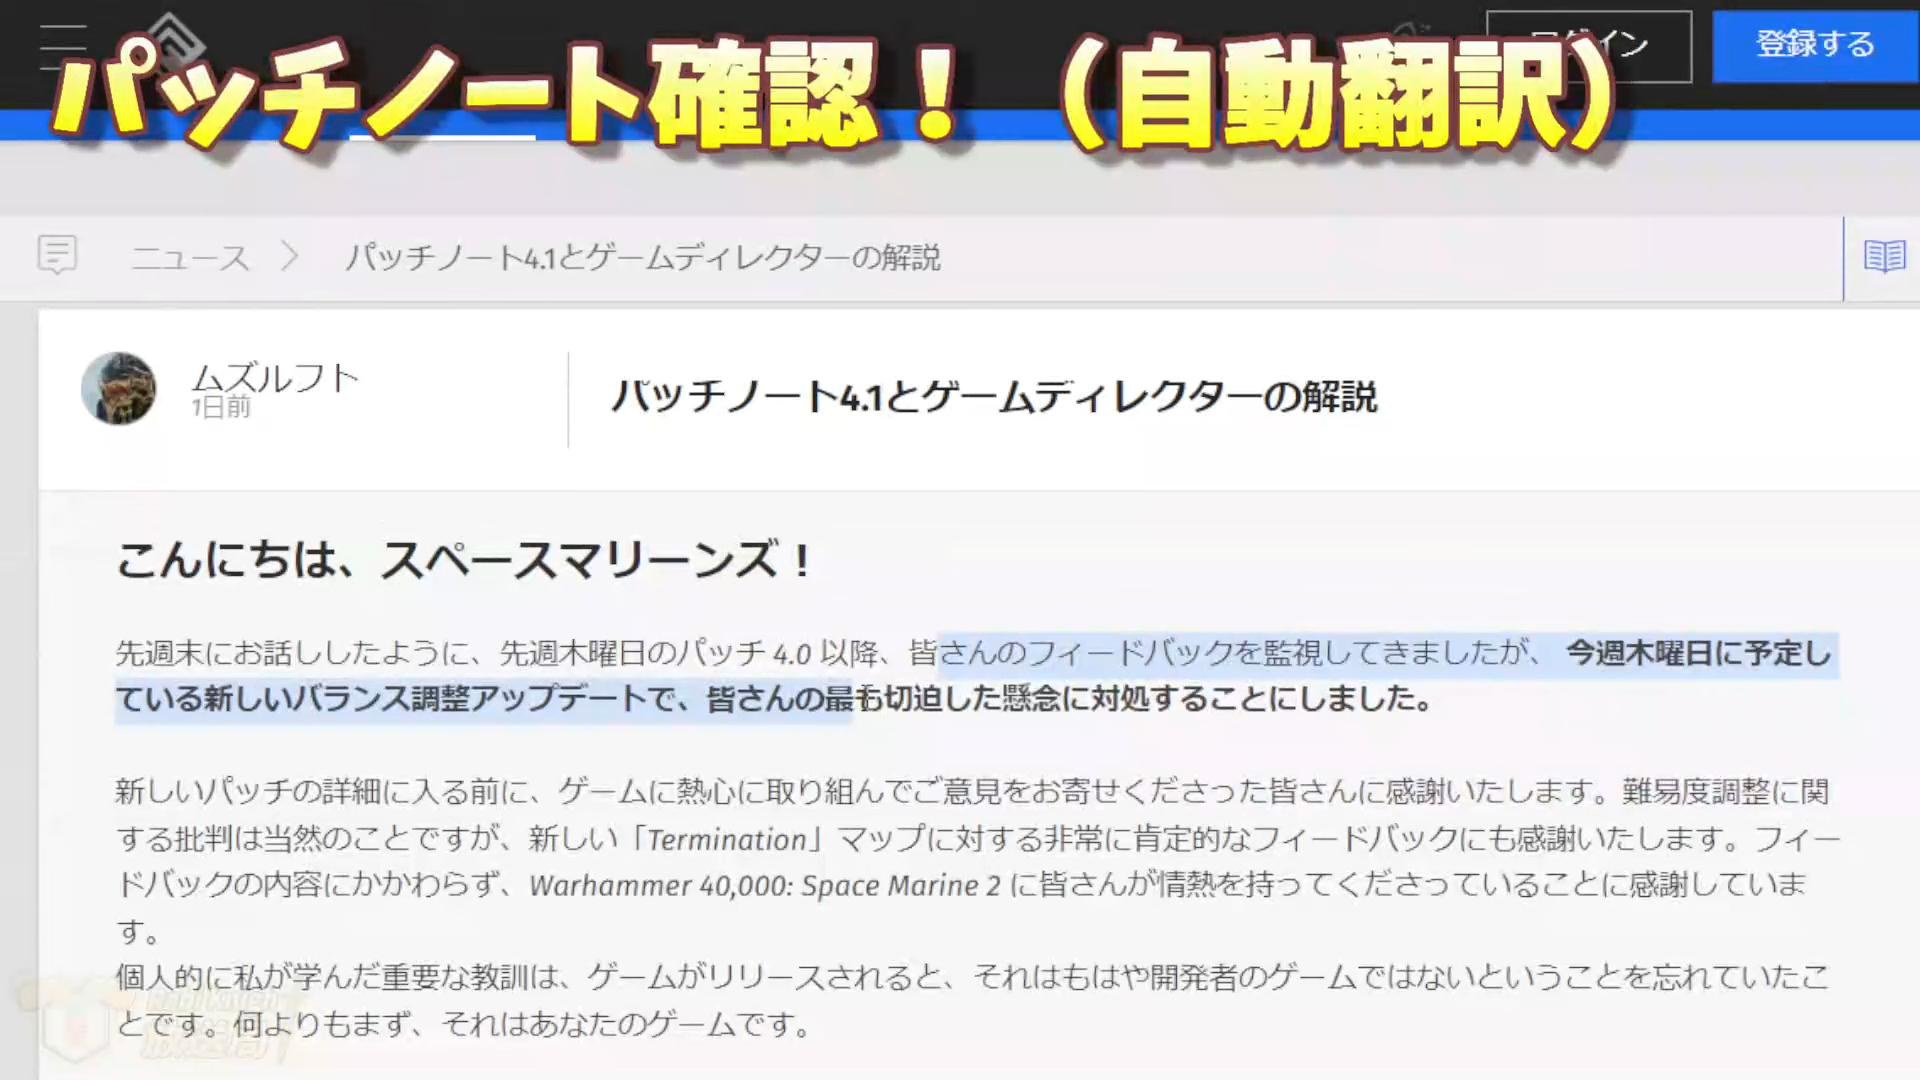 パッチノート確認！（自動翻訳）
ログイン
登録する
ニュース
パッチノート4.1とゲームディレクターの解説
ムズルフト
1日前
パッチノート4.1とゲームディレクターの解説
こんにちは、スペースマリーンズ！
先週末にお話ししたように、先週木曜日のパッチ 4.0 以降、皆さんのフィードバックを監視してきましたが、 今週木曜日に予定し
ている新しいバランス調整アップデートで、皆さんの最も切迫した懸念に対処することにしました。
新しいパッチの詳細に入る前に、ゲームに熱心に取り組んでご意見をお寄せくださった皆さんに感謝いたします。難易度調整に関
する批判は当然のことですが、新しい「Termination」マップに対する非常に肯定的なフィードバックにも感謝いたします。フィー
ドバックの内容にかかわらず、Warhammer 40,000: Space Marine 2 に皆さんが情熱を持ってくださっていることに感謝していま
す。
個人的に私が学んだ重要な教訓は、ゲームがリリースされると、それはもはや開発者のゲームではないということを忘れていたこ
とです。何よりもまず、それはあなたのゲームです。